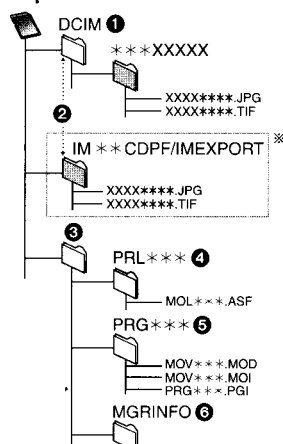 DCIM ❶
＊＊＊XXXXX
XXXX****.JPG
XXXX****.TIF
❷
IM ＊＊ CDPF/IMEXPORT ※
XXXX****.JPG
XXXX****.TIF
❸
PRL＊＊＊ ❹
MOL＊＊＊.ASF
PRG＊＊＊ ❺
MOV＊＊＊.MOD
MOV＊＊＊.MOI
PRG＊＊＊.PGI
MGRINFO ❻